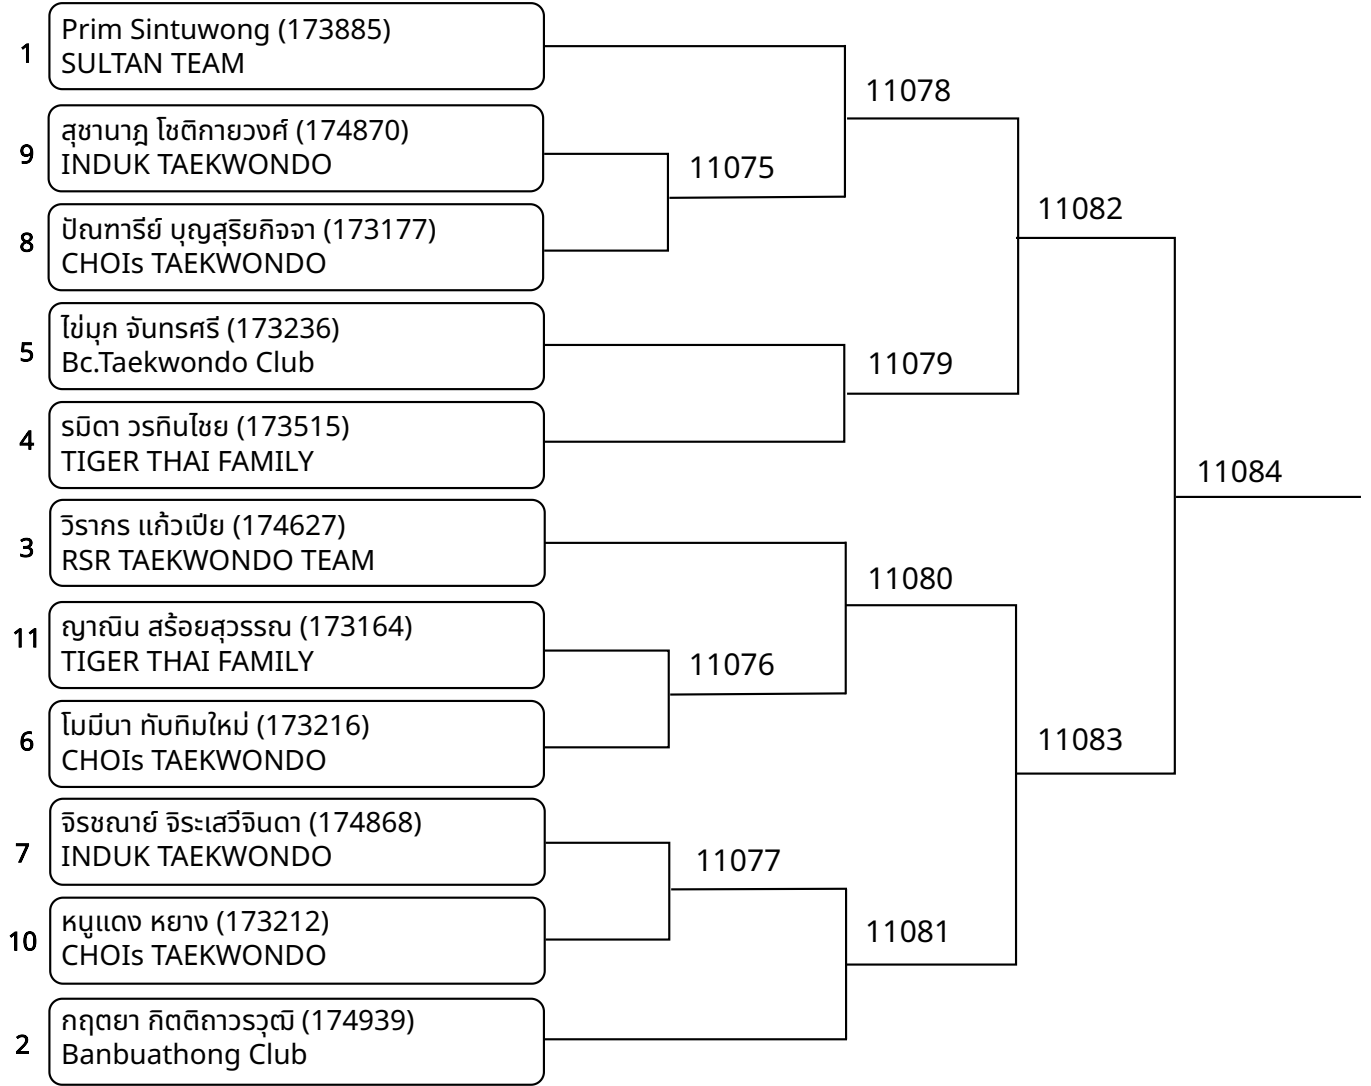 1
Prim Sintuwong (173885)
SULTAN TEAM
9
สุชานาฎ โชติกายวงศ์ (174870)
INDUK TAEKWONDO
8
ปัณฑารีย์ บุญสุริยกิจจา (173177)
CHOIs TAEKWONDO
5
ไข่มุก จันทรศรี (173236)
Bc.Taekwondo Club
4
รมิดา วรทินไชย (173515)
TIGER THAI FAMILY
3
วิรากร แก้วเปีย (174627)
RSR TAEKWONDO TEAM
11
ญาณิน สร้อยสุวรรณ (173164)
TIGER THAI FAMILY
6
โมมีนา ทับทิมใหม่ (173216)
CHOIs TAEKWONDO
7
จิรชณาย์ จิระเสวีจินดา (174868)
INDUK TAEKWONDO
10
หนูแดง หยาง (173212)
CHOIs TAEKWONDO
2
กฤตยา กิตติถาวรวุฒิ (174939)
Banbuathong Club
11075
11076
11077
11078
11079
11080
11081
11082
11083
11084